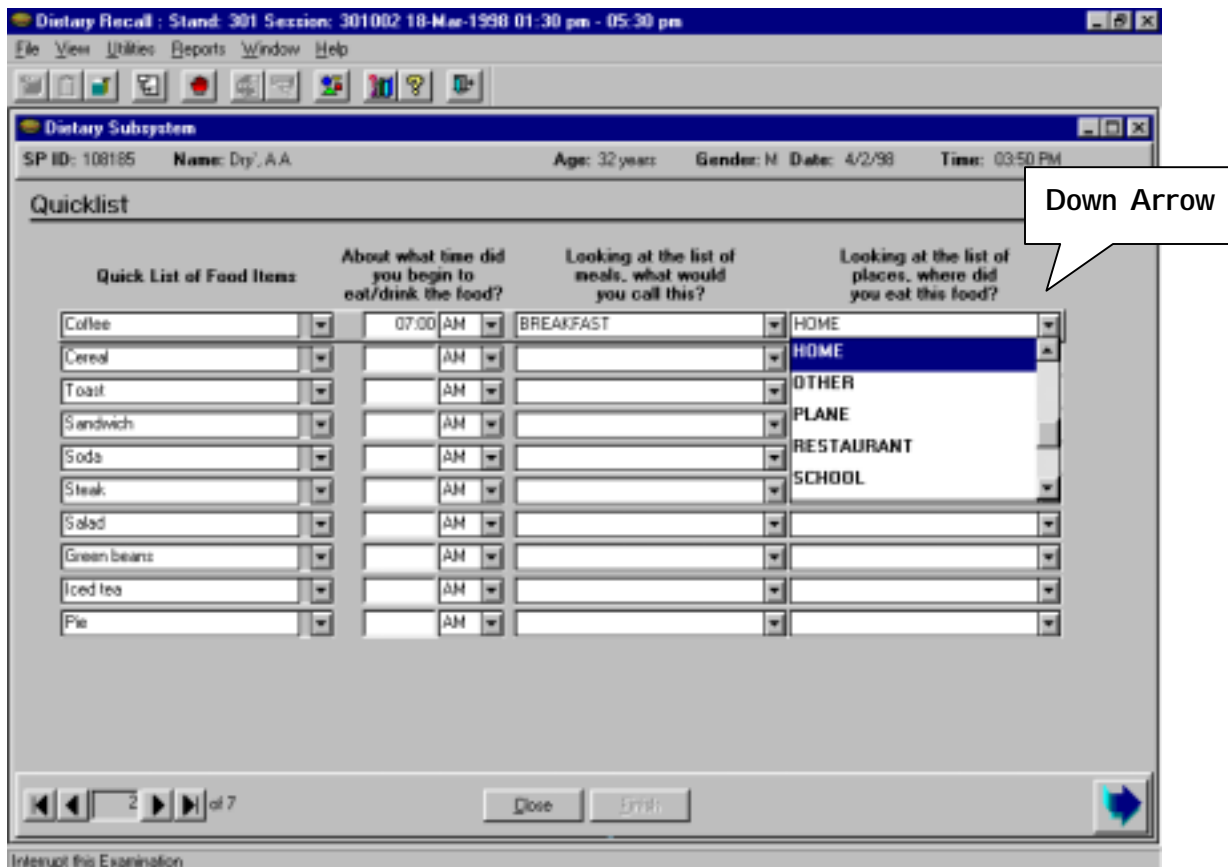 Dietary Recall : Stand: 301 Session: 301002 18-Mar-1998 01:30 pm - 05:30 pm
File View Utilities Reports Window Help
Dietary Subsystem
SP ID: 108185 Name: Dry', A A Age: 32 years Gender: M Date: 4/2/98 Time: 03:50 PM
Down Arrow
Quicklist
Quick List of Food Items
About what time did
you begin to
eat/drink the food?
Looking at the list of
meals, what would
you call this?
Looking at the list of
places, where did
you eat this food?
Coffee 07:00 AM BREAKFAST HOME
Cereal AM HOME
Toast AM OTHER
Sandwich AM PLANE
Soda AM RESTAURANT
Steak AM SCHOOL
Salad AM
Green beans AM
Iced tea AM
Pie AM
2 of 7 Close Finish
Interrupt this Examination